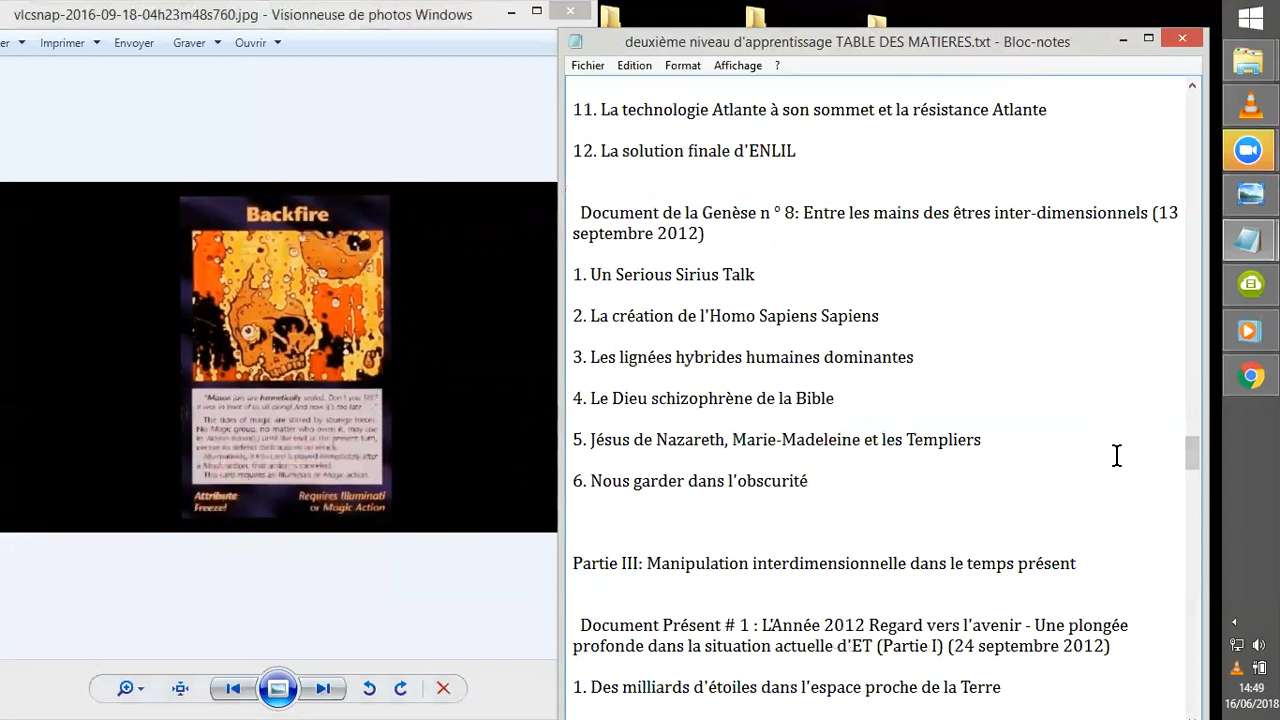 vlcsnap_2016-09-18-04h23m48s760.jpg - Visionneuse de photos Windows
Imprimer Envoyer Graver Ouvrir
Backfire
Attribute Requires Illuminati
Freeze! or Magic Action
deuxième niveau d'apprentissage TABLE DES MATIERES.txt - Bloc-notes
Fichier Edition Format Affichage ?
11. La technologie Atlante à son sommet et la résistance Atlante
12. La solution finale d'ENLIL
Document de la Genèse n ° 8: Entre les mains des êtres inter-dimensionnels (13
septembre 2012)
1. Un Serious Sirius Talk
2. La création de l'Homo Sapiens Sapiens
3. Les lignées hybrides humaines dominantes
4. Le Dieu schizophrène de la Bible
5. Jésus de Nazareth, Marie-Madeleine et les Templiers
6. Nous garder dans l'obscurité
Partie III: Manipulation interdimensionnelle dans le temps présent
Document Présent # 1 : L'Année 2012 Regard vers l'avenir - Une plongée
profonde dans la situation actuelle d'ET (Partie I) (24 septembre 2012)
1. Des milliards d'étoiles dans l'espace proche de la Terre
14:49
16/06/2018